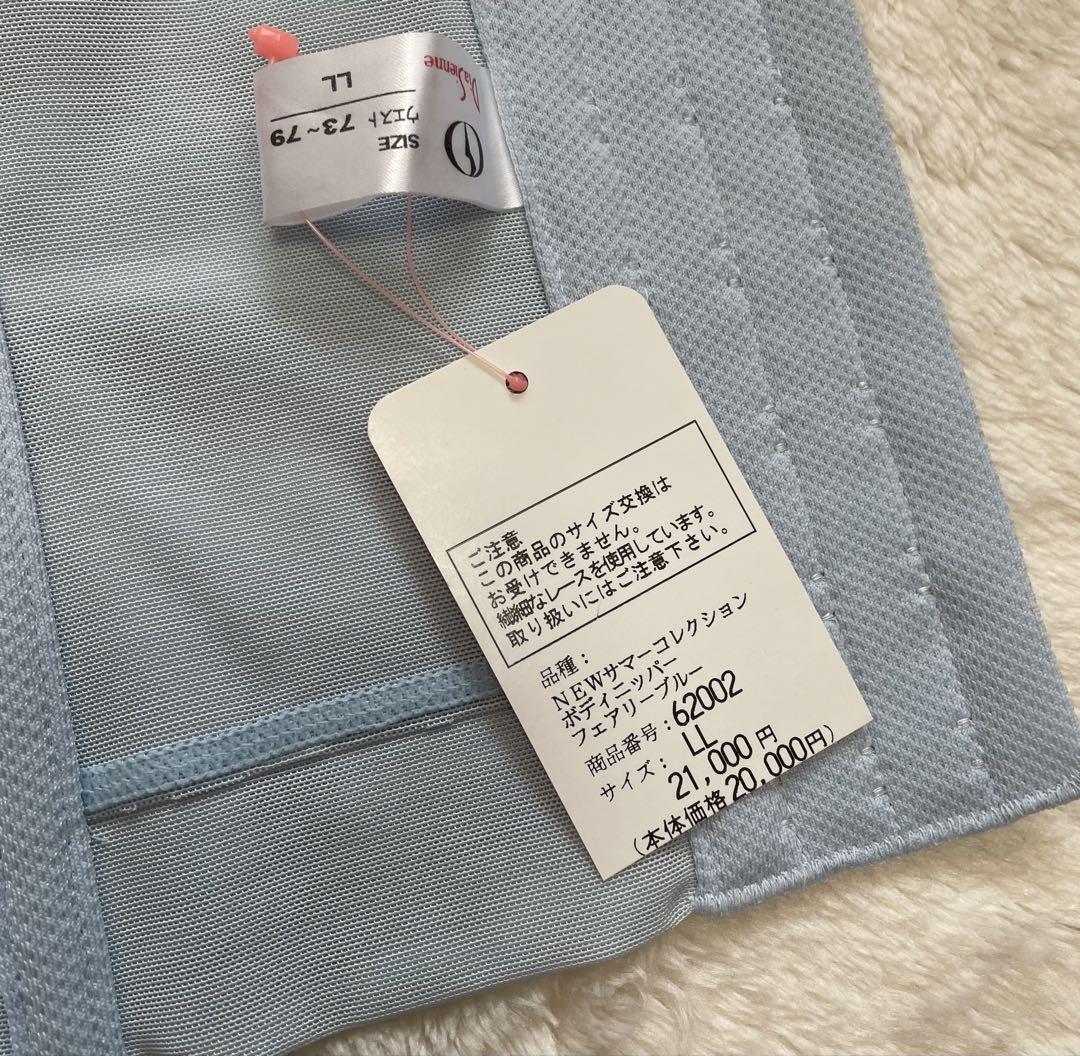 DiaSienne
SIZE
ウエスト 73~79
LL
ご注意
この商品のサイズ交換は
お受けできません。
繊細なレースを使用しています。
取り扱いにはご注意下さい。
品種：
ＮＥＷサマーコレクション
ボディニッパー
フェアリーブルー
商品番号：62002
サイズ： LL
21,000円
(本体価格20,000円)